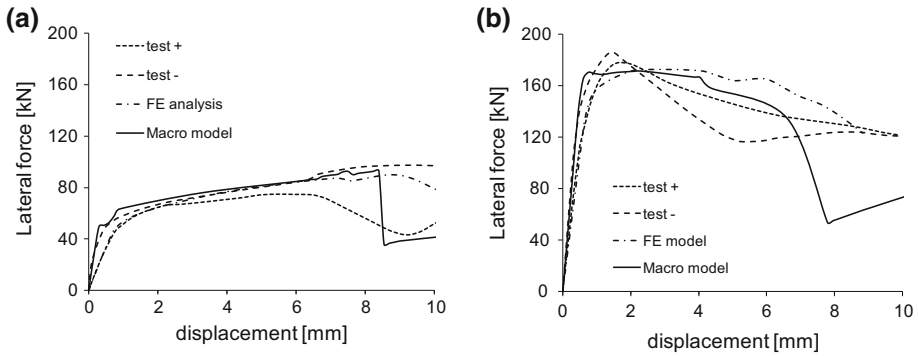 (a)
200
160
120
80
40
0
Lateral force [kN]
test +
test -
FE analysis
Macro model
0 2 4 6 8 10
displacement [mm]
(b)
200
160
120
80
40
0
Lateral force [kN]
test +
test -
FE model
Macro model
0 2 4 6 8 10
displacement [mm]